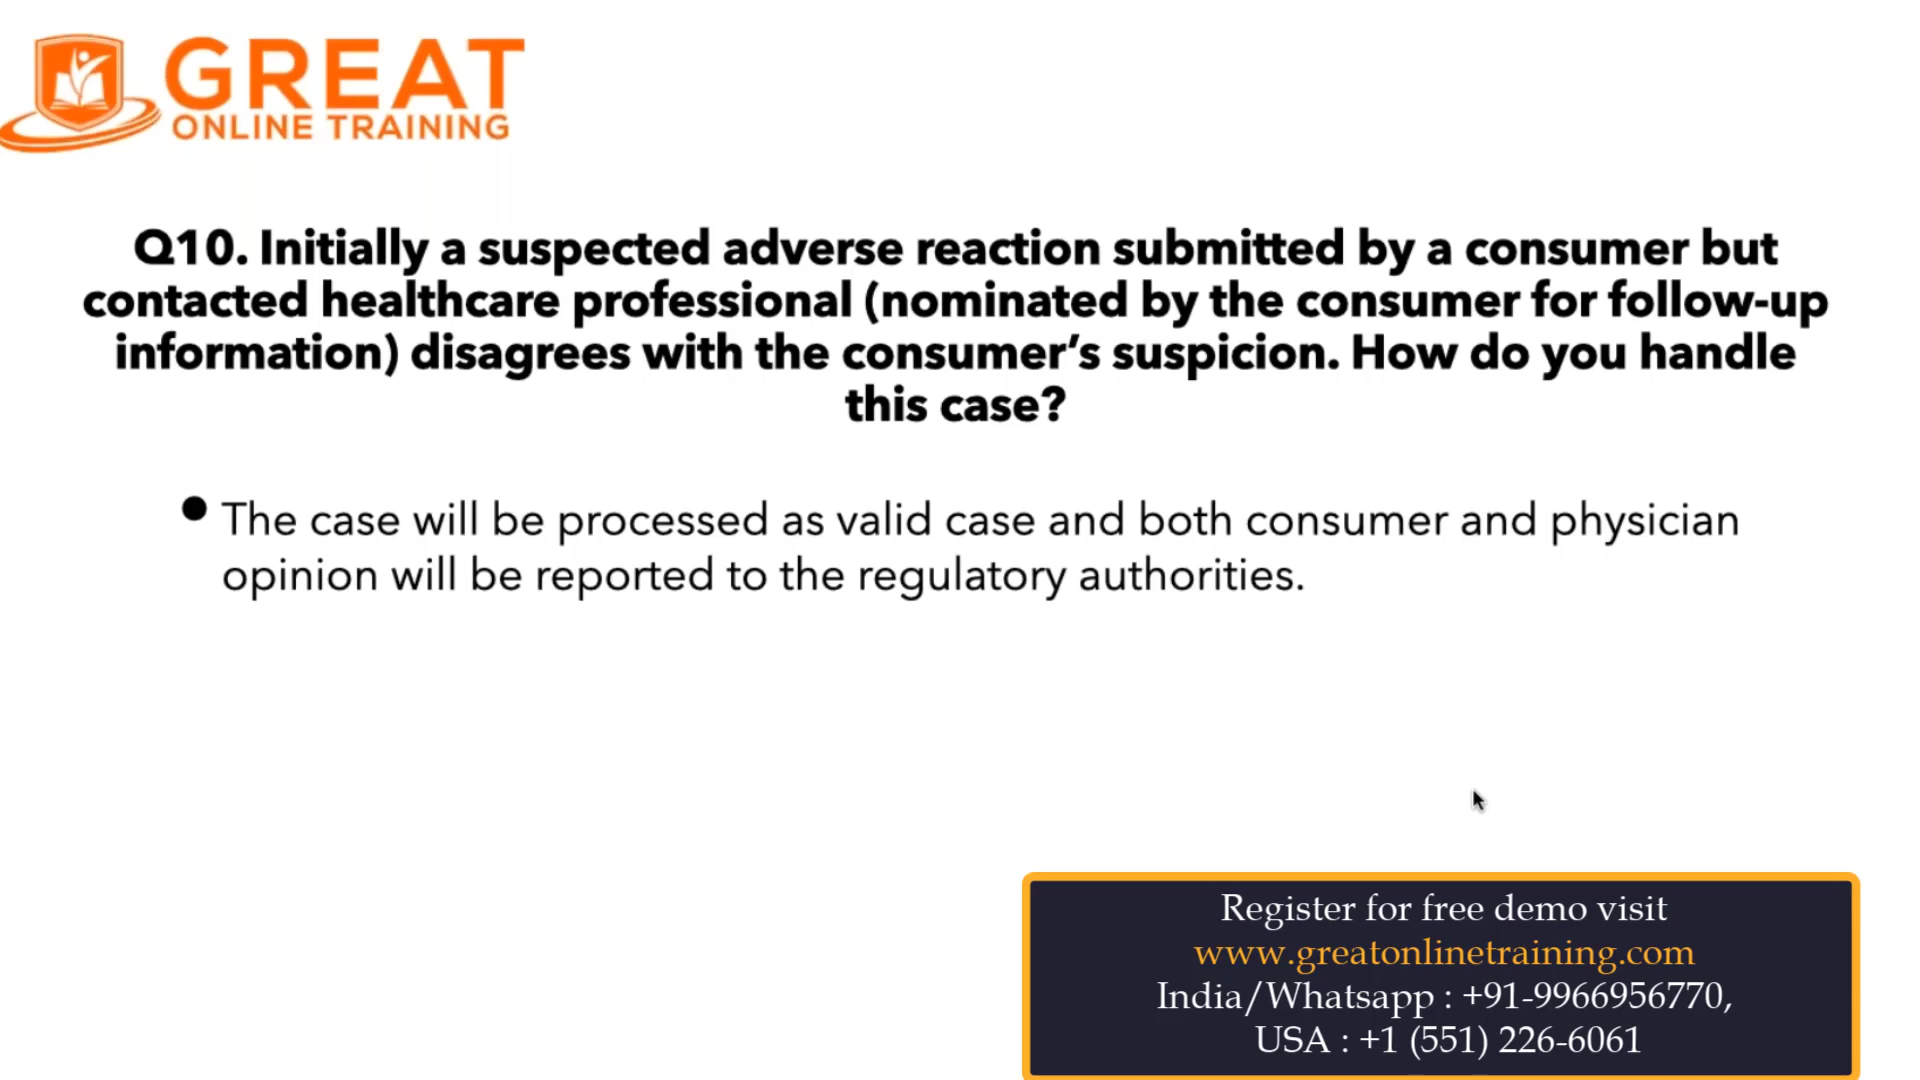 GREAT
ONLINE TRAINING
Q10. Initially a suspected adverse reaction submitted by a consumer but
contacted healthcare professional (nominated by the consumer for follow-up
information) disagrees with the consumer’s suspicion. How do you handle
this case?
• The case will be processed as valid case and both consumer and physician
opinion will be reported to the regulatory authorities.
Register for free demo visit
www.greatonlinetraining.com
India/Whatsapp : +91-9966956770,
USA : +1 (551) 226-6061